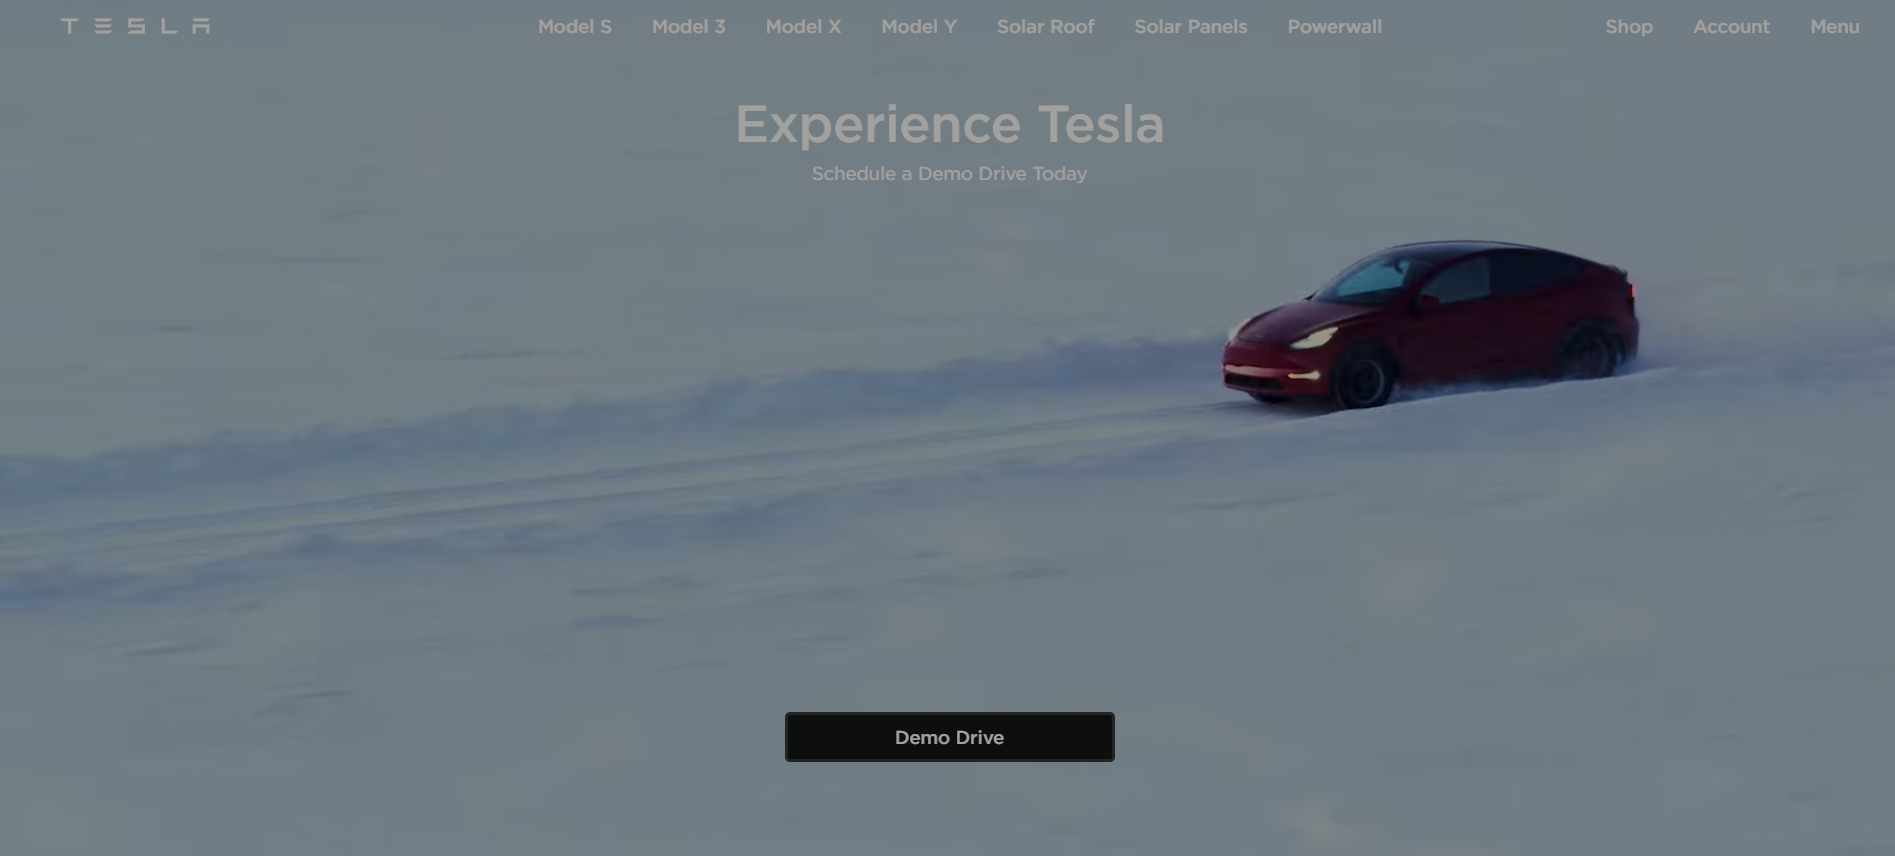 TESLA Model S Model 3 Model X Model Y Solar Roof Solar Panels Powerwall Shop Account Menu
Experience Tesla
Schedule a Demo Drive Today
Demo Drive